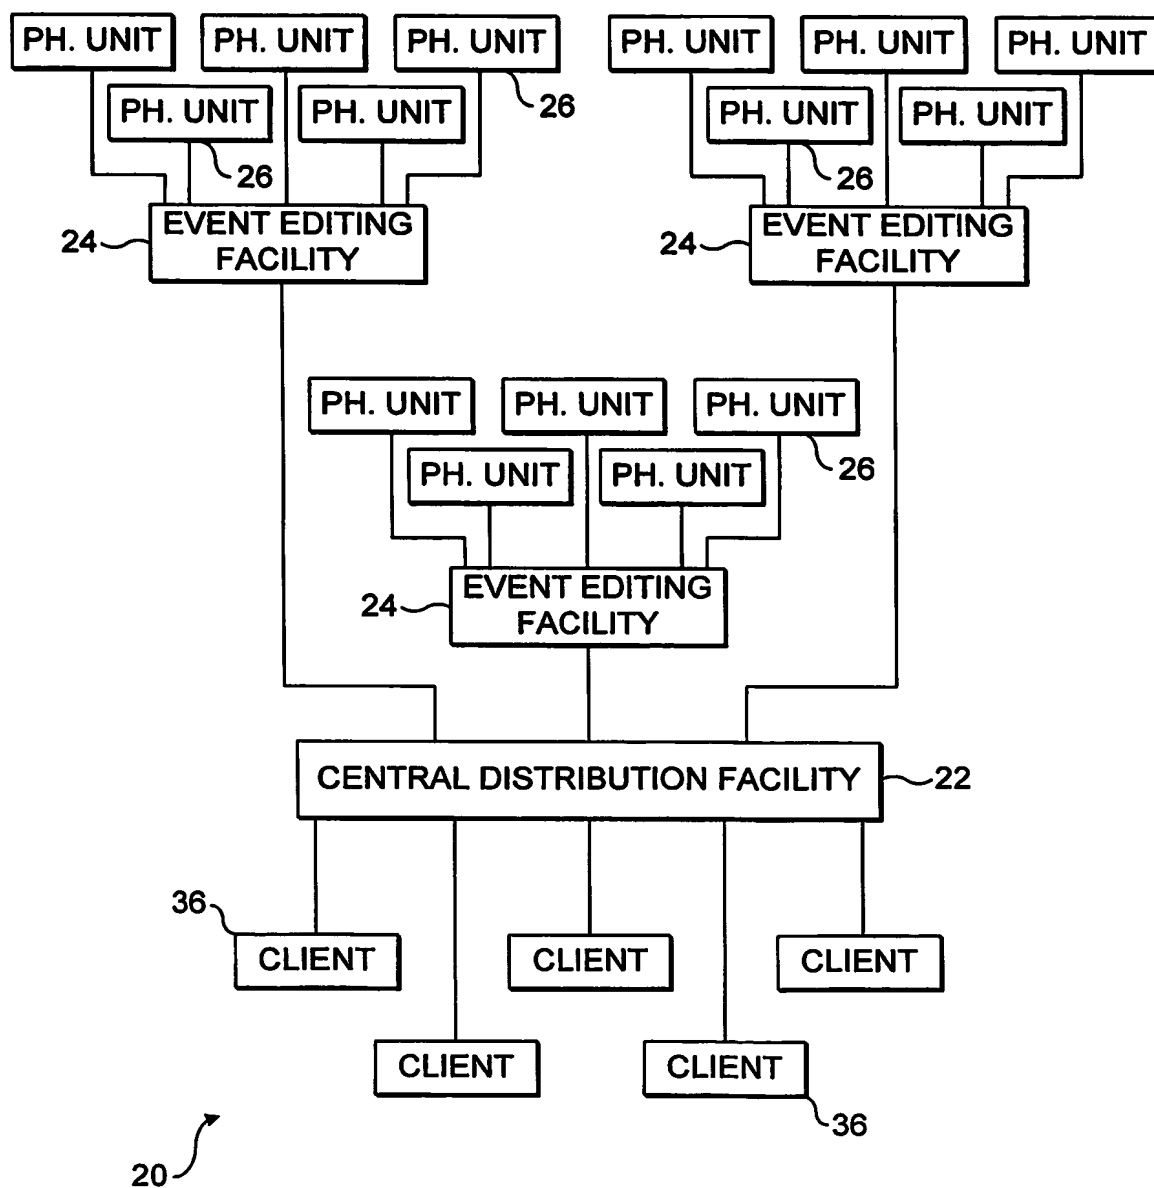 PH. UNIT PH. UNIT PH. UNIT PH. UNIT PH. UNIT PH. UNIT
PH. UNIT PH. UNIT 26 PH. UNIT PH. UNIT
26 26
24 EVENT EDITING FACILITY
24 EVENT EDITING FACILITY
PH. UNIT PH. UNIT PH. UNIT
PH. UNIT PH. UNIT 26
24 EVENT EDITING FACILITY
CENTRAL DISTRIBUTION FACILITY 22
36
CLIENT CLIENT CLIENT
CLIENT CLIENT
36
20